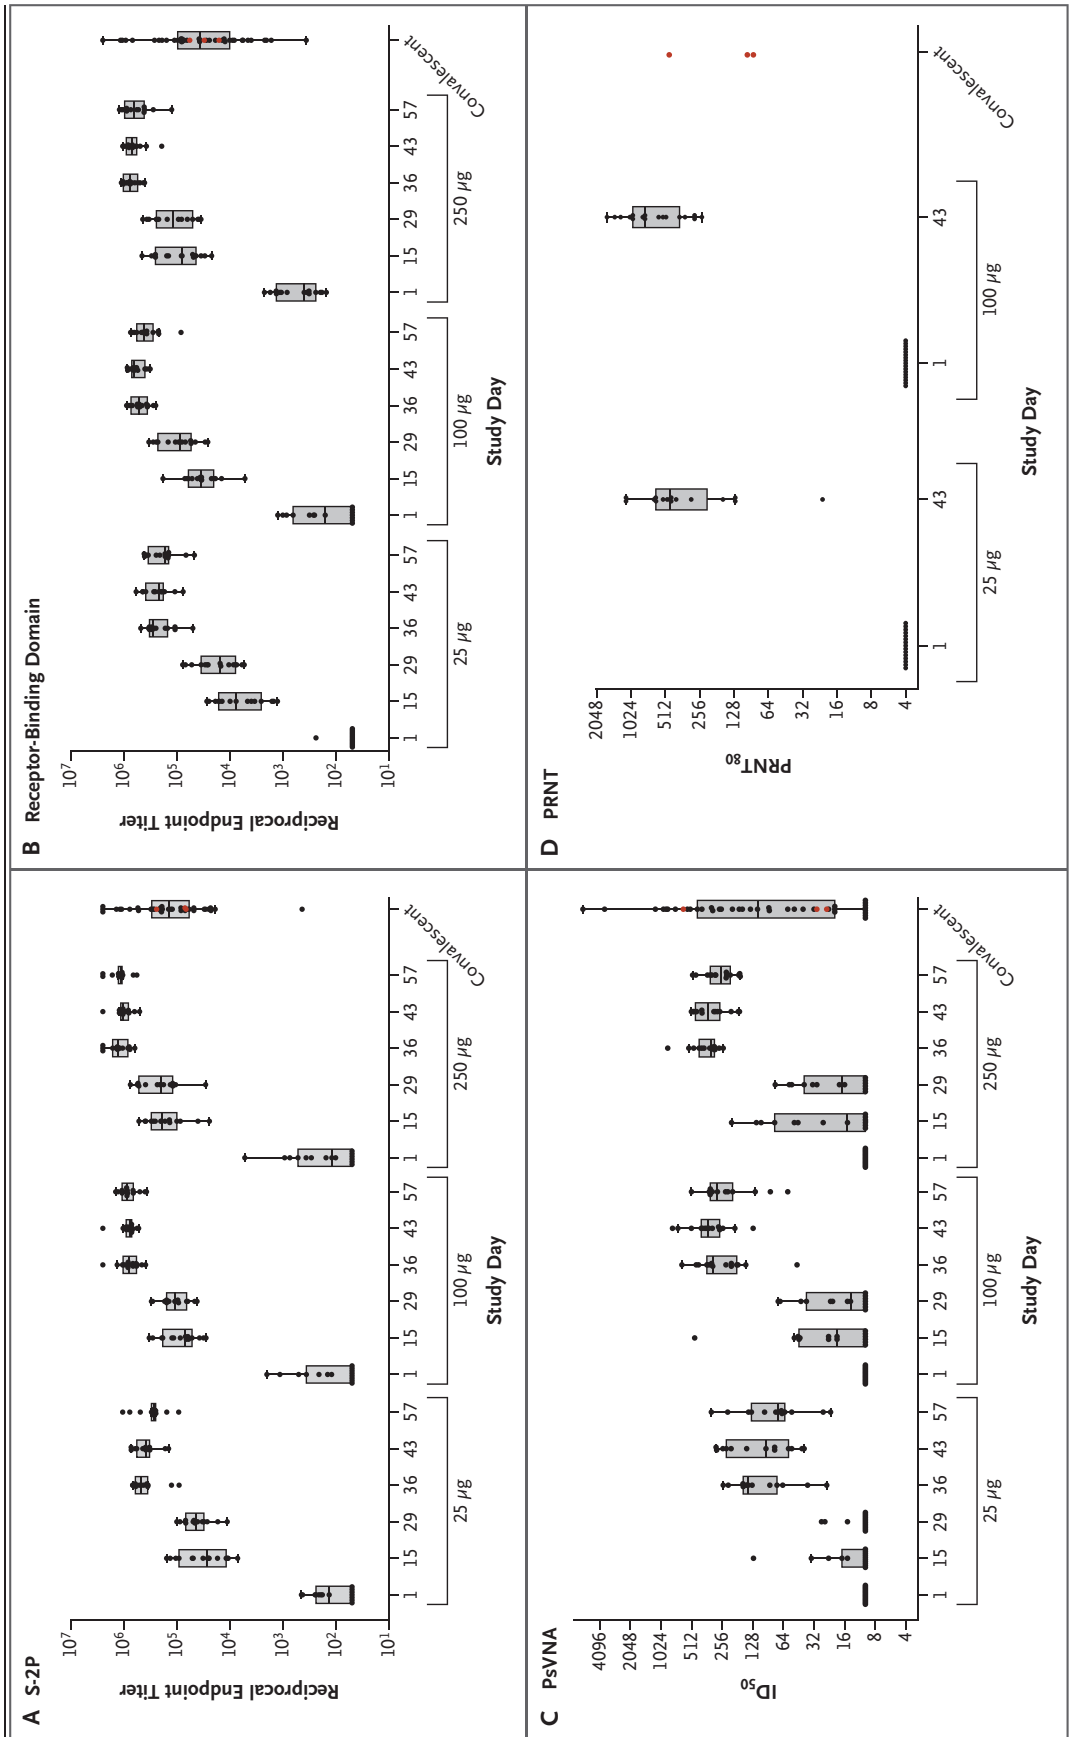 A S-2P
Reciprocal Endpoint Titer
10⁷
10⁶
10⁵
10⁴
10³
10²
10¹
1 15 29 36 43 57 1 15 29 36 43 57 1 15 29 36 43 57 Convalescent
25 µg 100 µg 250 µg
Study Day
B Receptor-Binding Domain
Reciprocal Endpoint Titer
10⁷
10⁶
10⁵
10⁴
10³
10²
10¹
1 15 29 36 43 57 1 15 29 36 43 57 1 15 29 36 43 57 Convalescent
25 µg 100 µg 250 µg
Study Day
C PsVNA
ID₅₀
4096
2048
1024
512
256
128
64
32
16
8
4
1 15 29 36 43 57 1 15 29 36 43 57 1 15 29 36 43 57 Convalescent
25 µg 100 µg 250 µg
Study Day
D PRNT
PRNT₈₀
2048
1024
512
256
128
64
32
16
8
4
1 43 1 43 Convalescent
25 µg 100 µg
Study Day